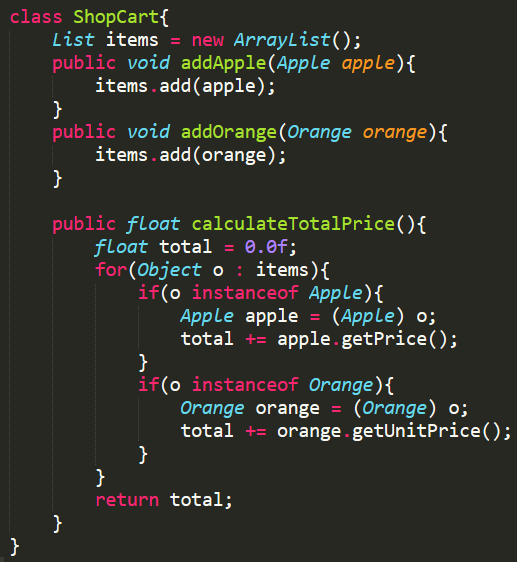 class ShopCart{
    List items = new ArrayList();
    public void addApple(Apple apple){
        items.add(apple);
    }
    public void addOrange(Orange orange){
        items.add(orange);
    }

    public float calculateTotalPrice(){
        float total = 0.0f;
        for(Object o : items){
            if(o instanceof Apple){
                Apple apple = (Apple) o;
                total += apple.getPrice();
            }
            if(o instanceof Orange){
                Orange orange = (Orange) o;
                total += orange.getUnitPrice();
            }
        }
        return total;
    }
}